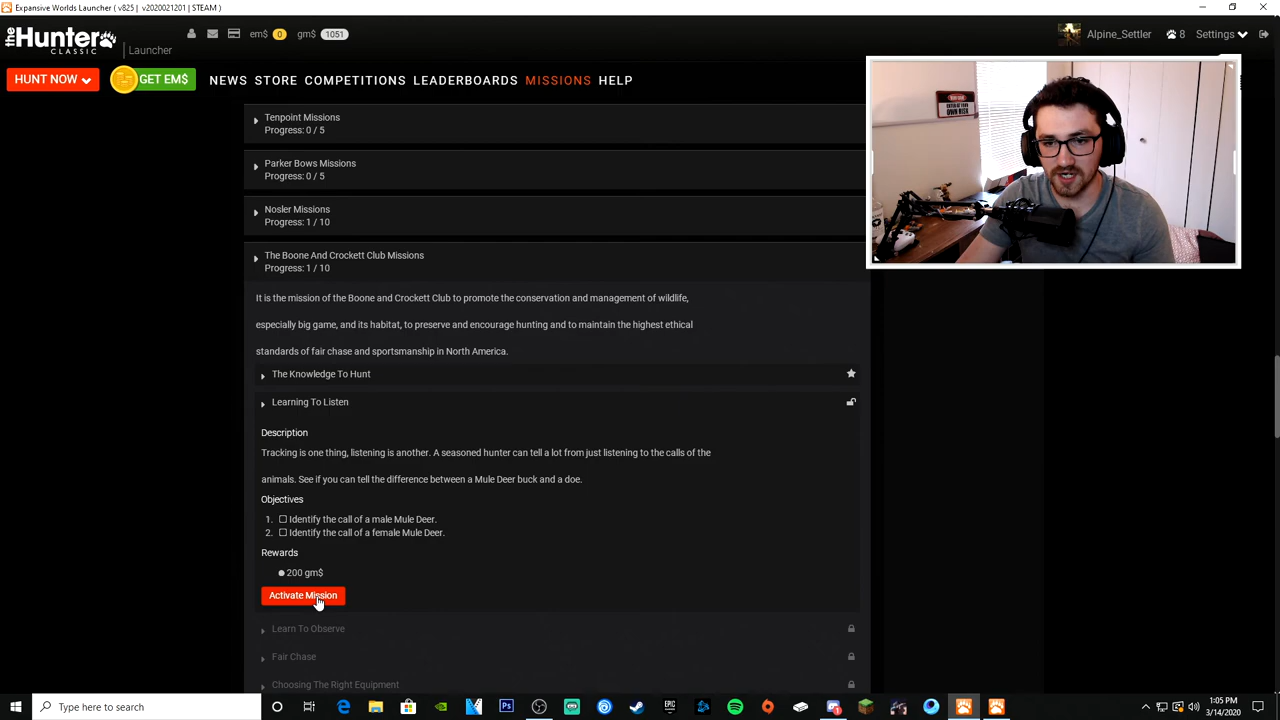 Expansive Worlds Launcher ( v825 | v2020021201 | STEAM )
theHunter CLASSIC | Launcher
em$ 0 gm$ 1051
Alpine_Settler 8 Settings
HUNT NOW GET EM$ NEWS STORE COMPETITIONS LEADERBOARDS MISSIONS HELP
Tenpoint Missions
Progress: 0 / 5
Parker Bows Missions
Progress: 0 / 5
Nosler Missions
Progress: 1 / 10
The Boone And Crockett Club Missions
Progress: 1 / 10
It is the mission of the Boone and Crockett Club to promote the conservation and management of wildlife,
especially big game, and its habitat, to preserve and encourage hunting and to maintain the highest ethical
standards of fair chase and sportsmanship in North America.
The Knowledge To Hunt
Learning To Listen
Description
Tracking is one thing, listening is another. A seasoned hunter can tell a lot from just listening to the calls of the
animals. See if you can tell the difference between a Mule Deer buck and a doe.
Objectives
1. Identify the call of a male Mule Deer.
2. Identify the call of a female Mule Deer.
Rewards
200 gm$
Activate Mission
Learn To Observe
Fair Chase
Choosing The Right Equipment
Type here to search
1:05 PM
3/14/2020